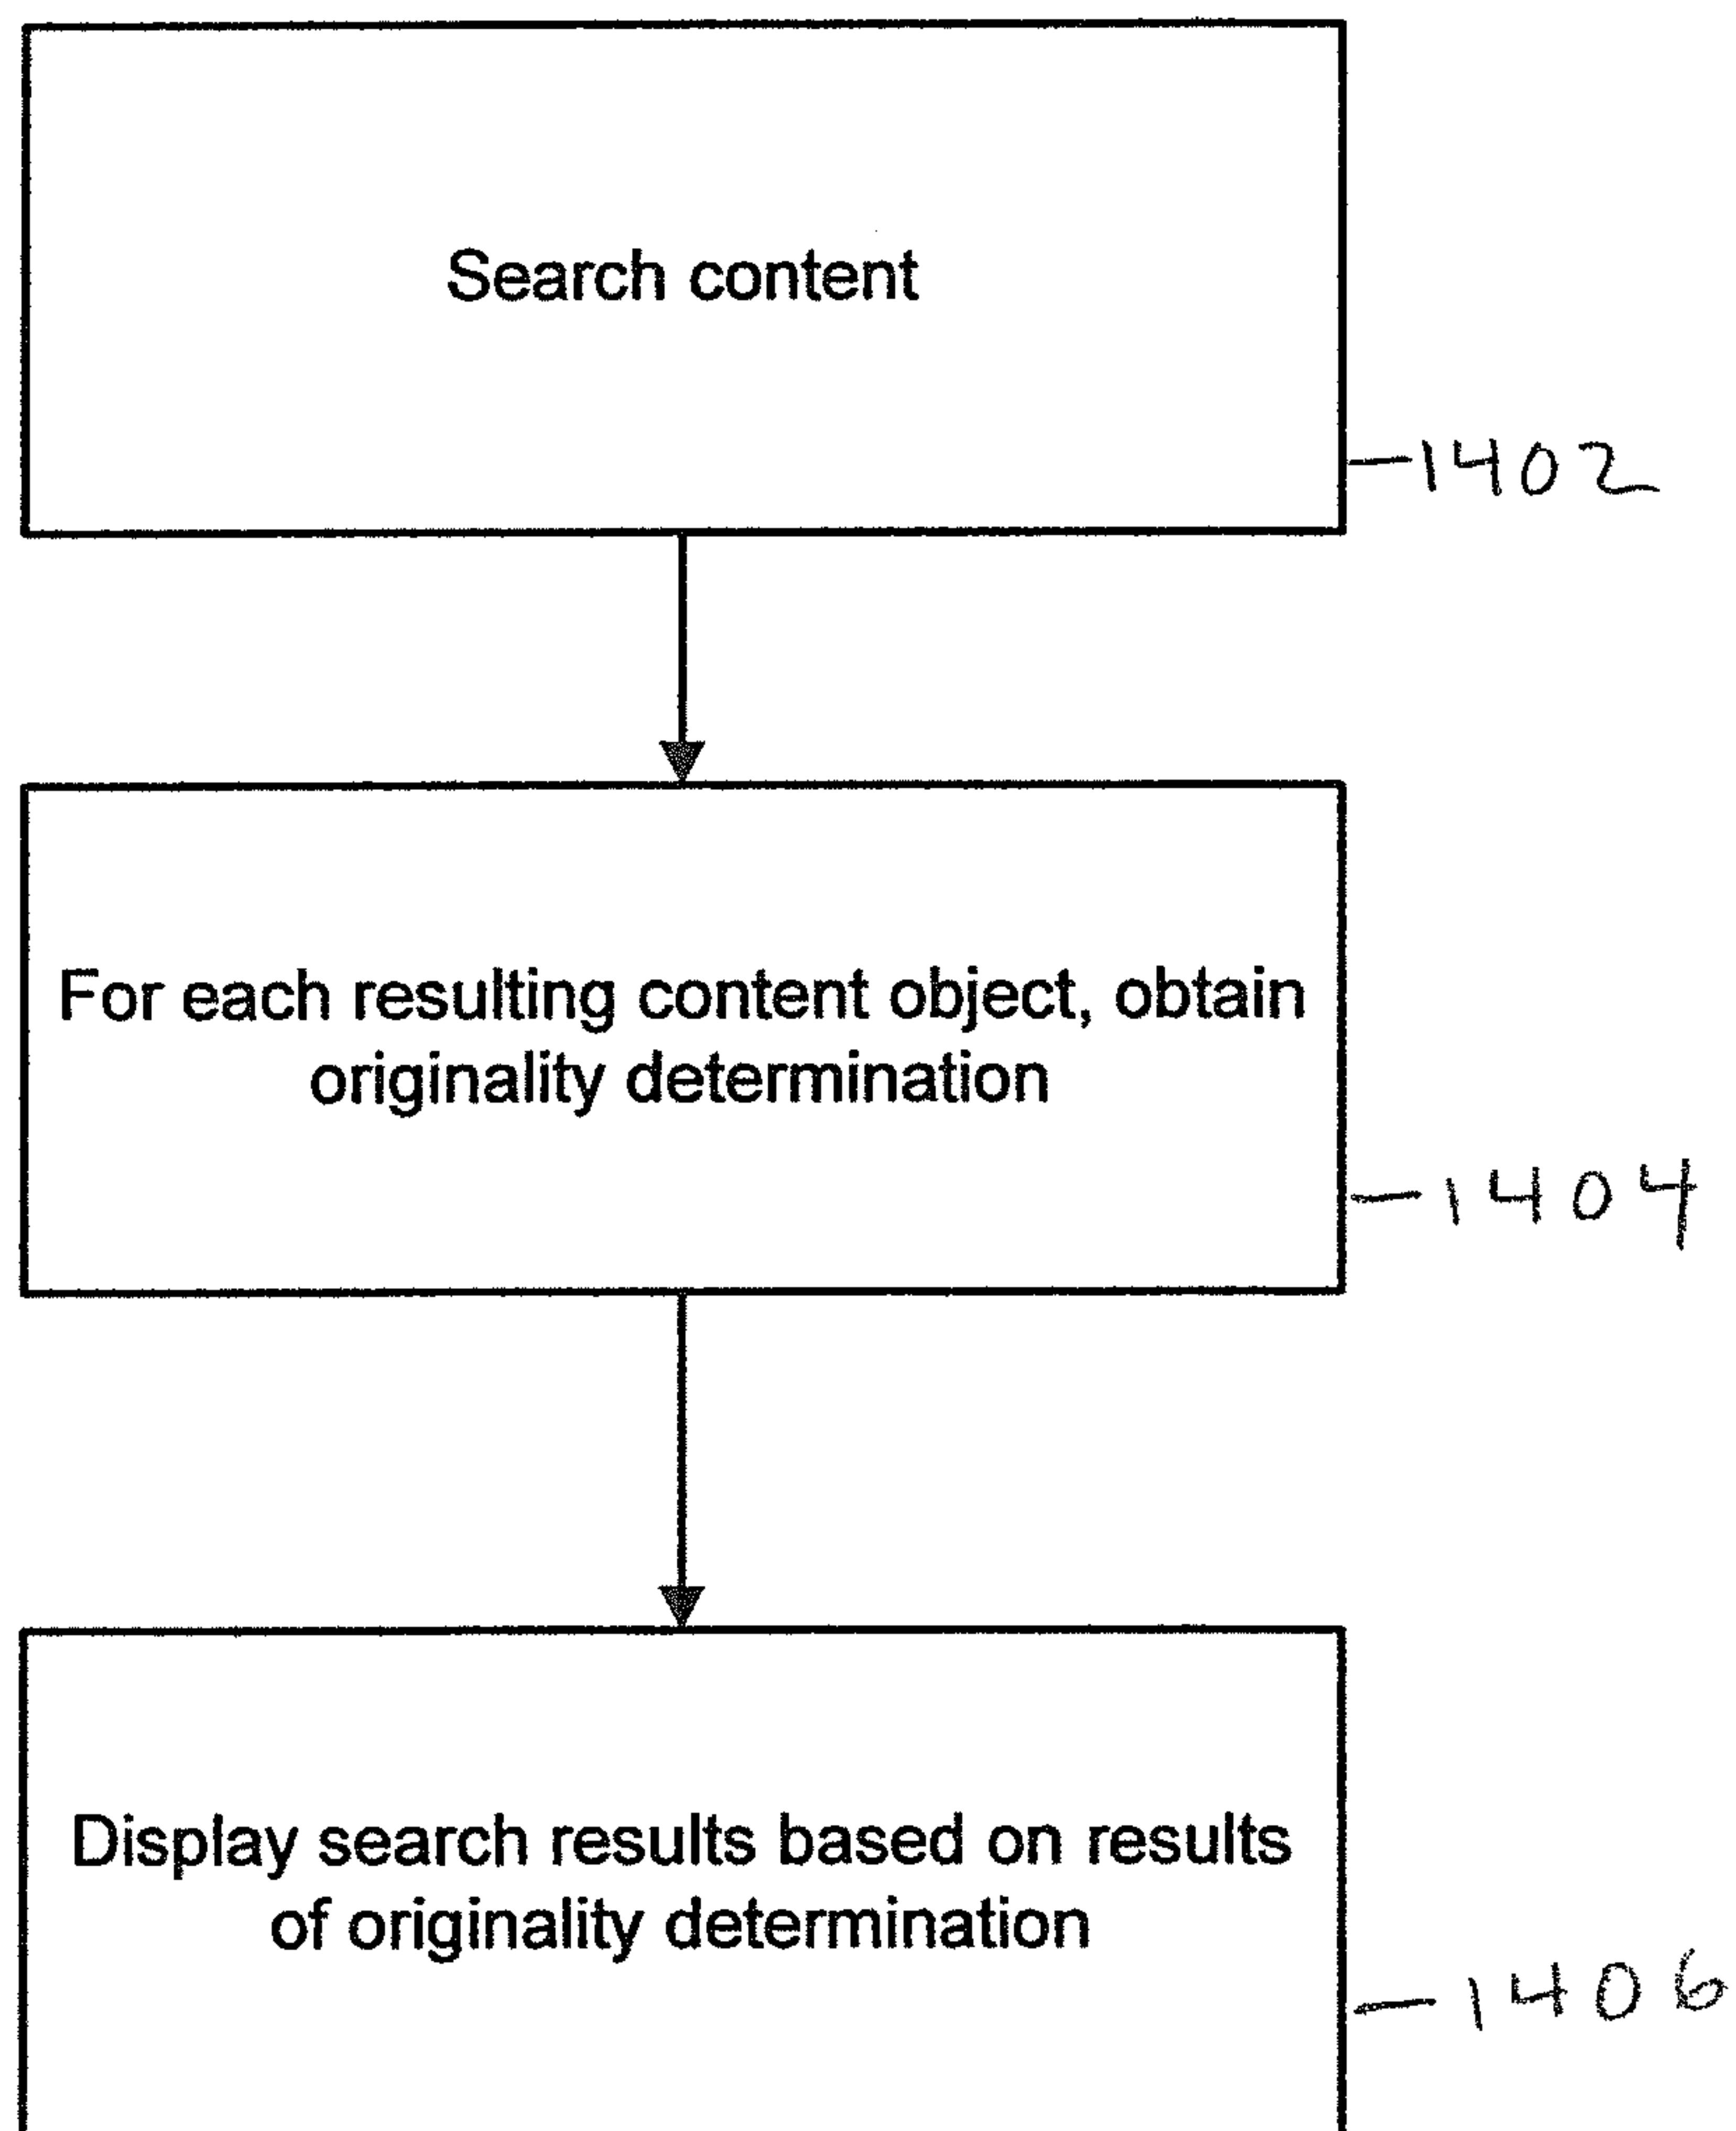 Search content
1402
For each resulting content object, obtain
originality determination
1404
Display search results based on results
of originality determination
1406